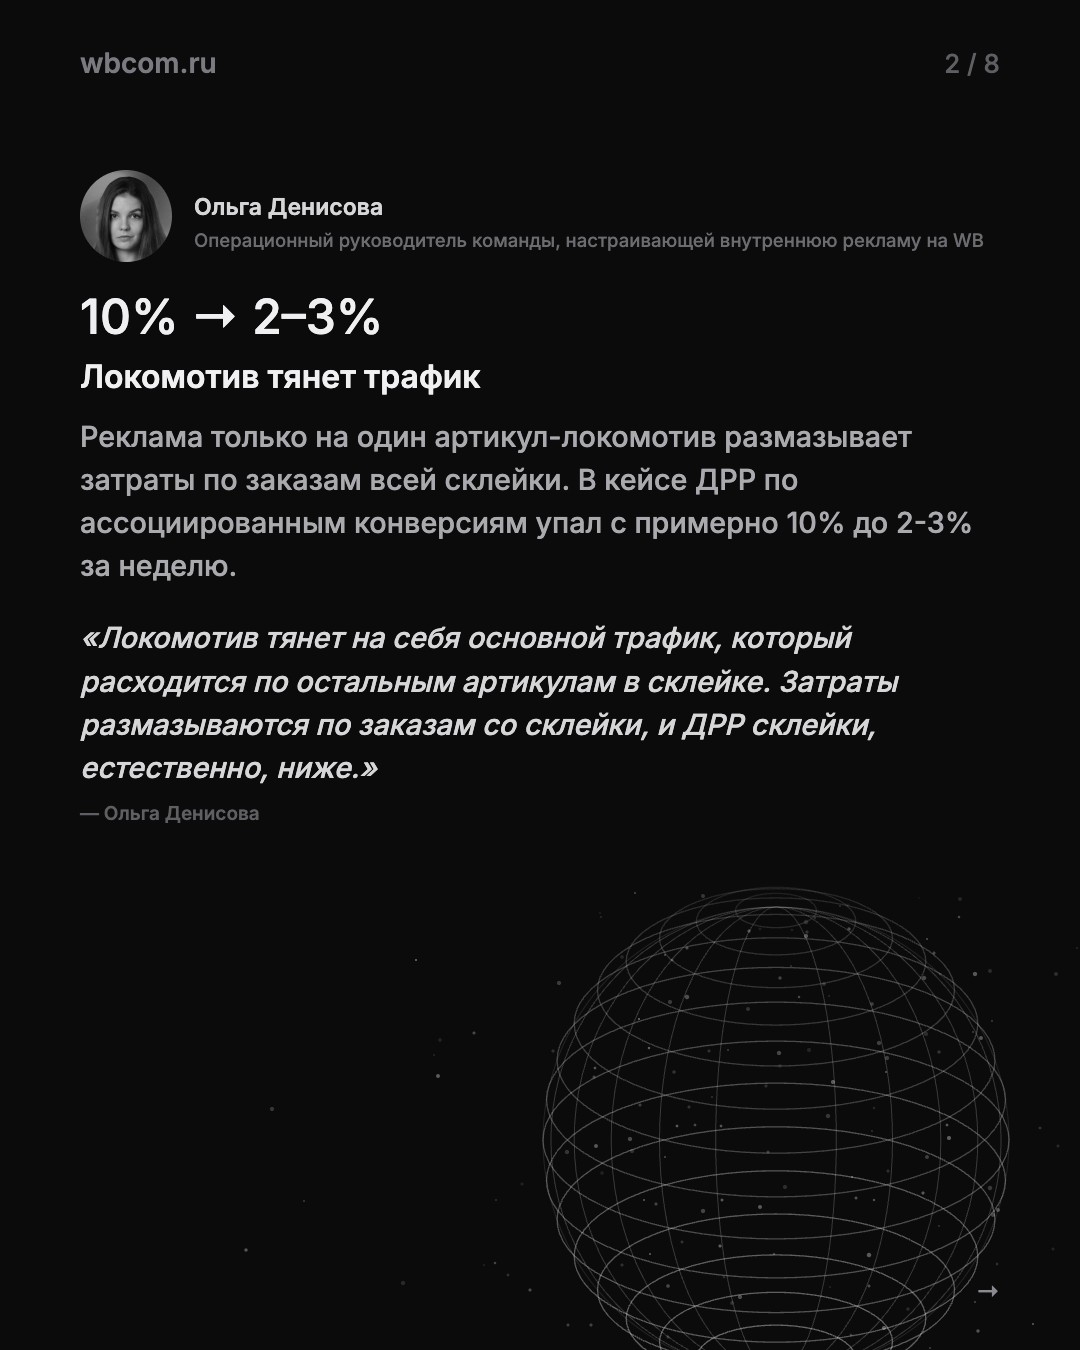 wbcom.ru
2 / 8
Ольга Денисова
Операционный руководитель команды, настраивающей внутреннюю рекламу на WB
10% → 2–3%
Локомотив тянет трафик
Реклама только на один артикул-локомотив размазывает
затраты по заказам всей склейки. В кейсе ДРР по
ассоциированным конверсиям упал с примерно 10% до 2-3%
за неделю.
«Локомотив тянет на себя основной трафик, который
расходится по остальным артикулам в склейке. Затраты
размазываются по заказам со склейки, и ДРР склейки,
естественно, ниже.»
— Ольга Денисова
→